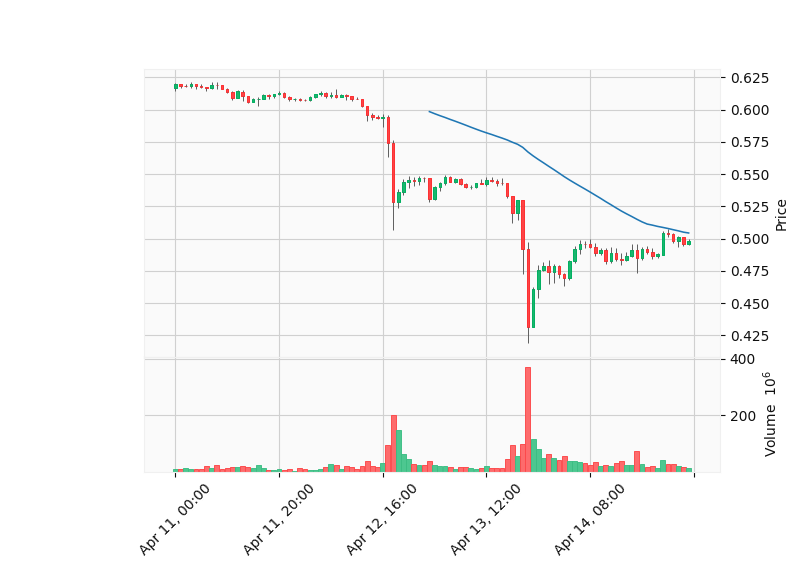 0.625
0.600
0.575
0.550
0.525
0.500
0.475
0.450
0.425
Price
400
200
Volume 10^6
Apr 11, 00:00
Apr 11, 20:00
Apr 12, 16:00
Apr 13, 12:00
Apr 14, 08:00